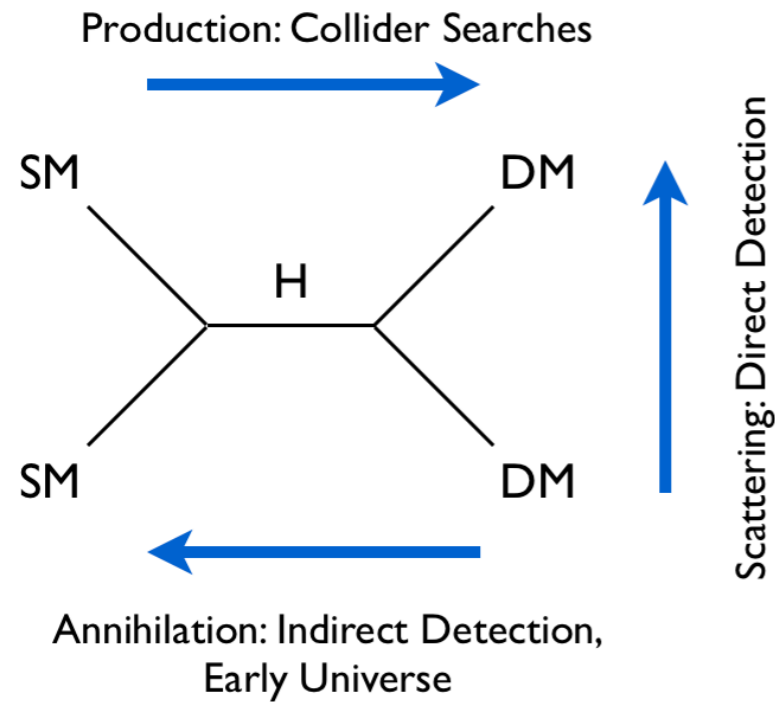 Production: Collider Searches
SM
DM
H
SM
DM
Scattering: Direct Detection
Annihilation: Indirect Detection,
Early Universe